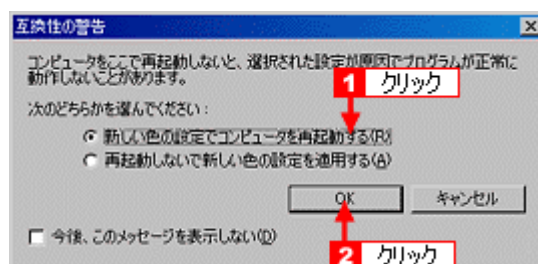 互換性の警告
コンピュータをここで再起動しないと、選択された設定が原因でプログラムが正常に
動作しないことがあります。
1 クリック
次のどちらかを選んでください：
新しい色の設定でコンピュータを再起動する(R)
再起動しないで新しい色の設定を適用する(A)
OK
キャンセル
今後、このメッセージを表示しない(D)
2 クリック